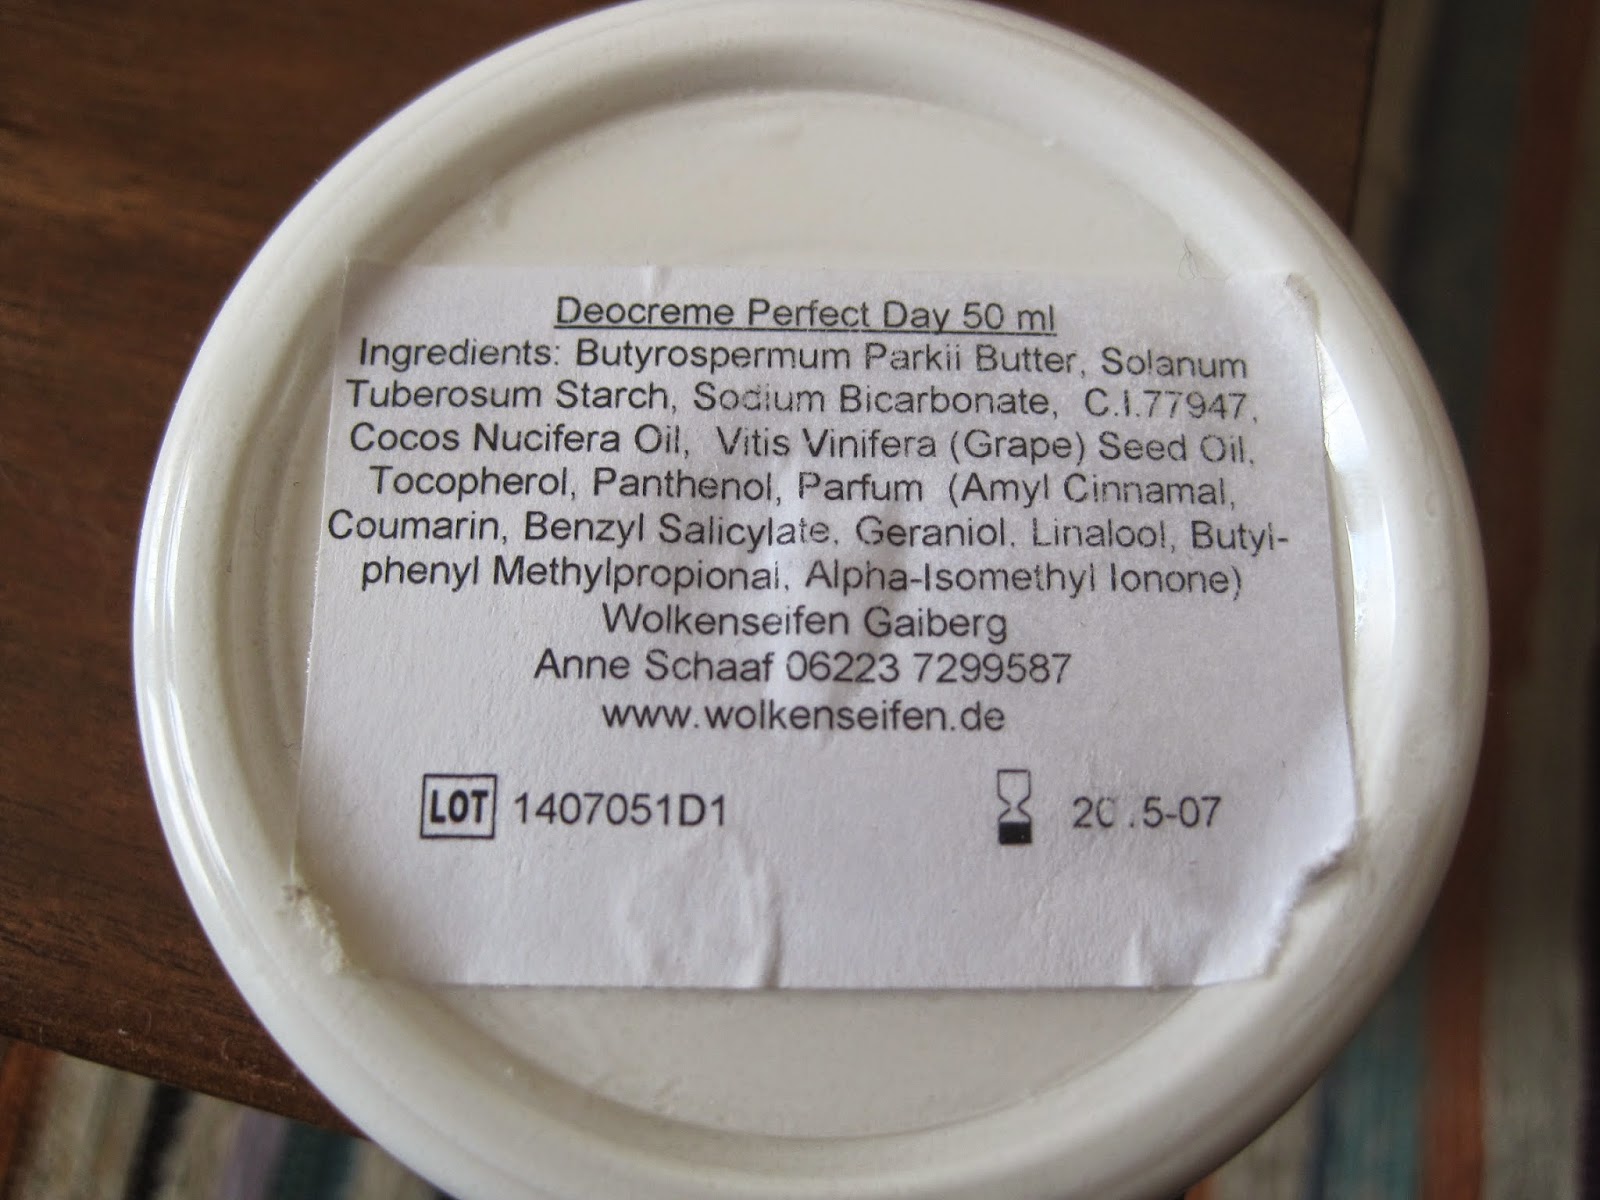 Deocreme Perfect Day 50 ml
Ingredients: Butyrospermum Parkii Butter, Solanum
Tuberosum Starch, Sodium Bicarbonate, C.I.77947,
Cocos Nucifera Oil, Vitis Vinifera (Grape) Seed Oil,
Tocopherol, Panthenol, Parfum (Amyl Cinnamal,
Coumarin, Benzyl Salicylate, Geraniol, Linalool, Butyl-
phenyl Methylpropional, Alpha-Isomethyl Ionone)
Wolkenseifen Gaiberg
Anne Schaaf 06223 7299587
www.wolkenseifen.de
LOT 1407051D1